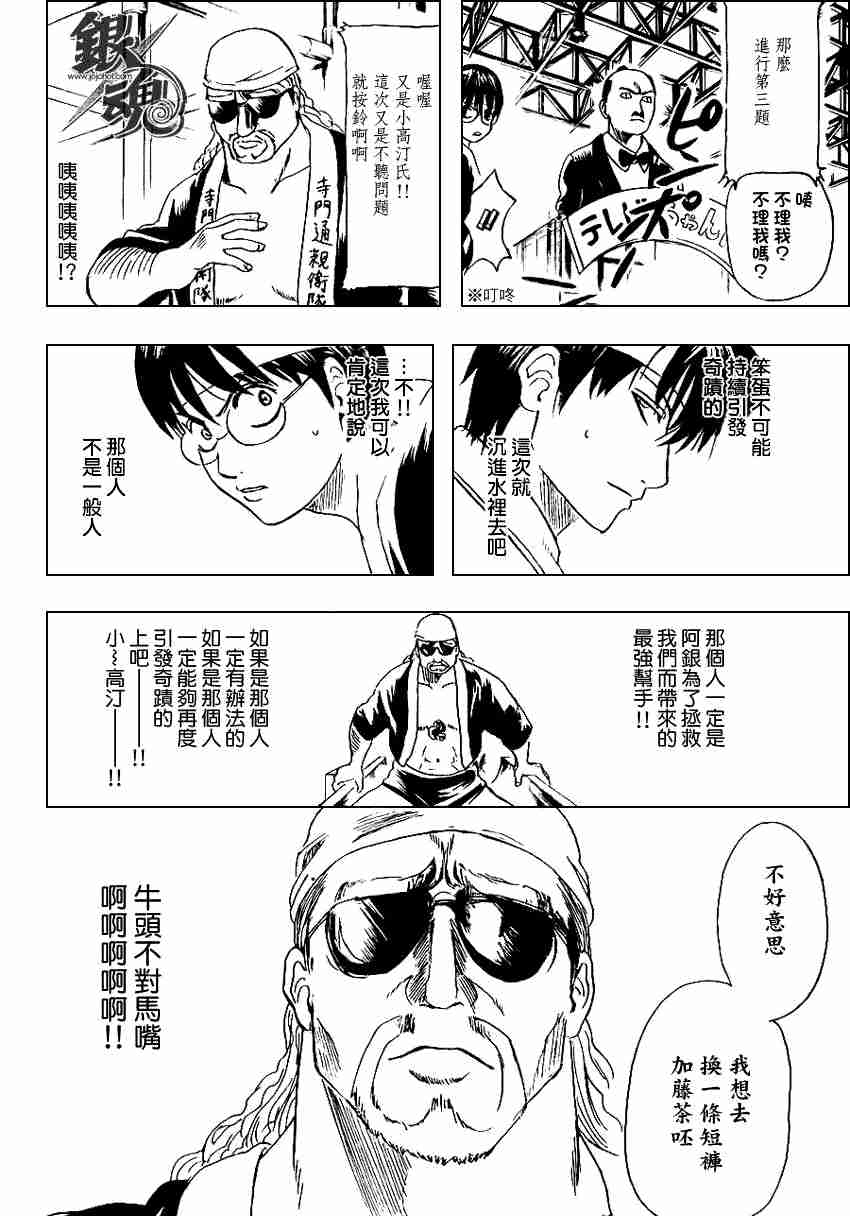 那麼
進行第三題
唉
不理我?
不理我嗎?
ピンポーン
テレビ
ちゃん
※叮咚
銀魂
www.jojohot.com
喔喔
又是小高汀氏!!
這次又是不聽問題
就按鈴啊啊
咦咦咦咦咦!?
寺門通親衛隊
衛隊
笨蛋不可能
持續引發
奇蹟的
這次就
沉進水裡去吧
…不!!
這次我可以
肯定地說
那個人
不是一般人
那個人一定是
阿銀為了拯救
我們而帶來的
最強幫手!!
如果是那個人
一定有辦法的
如果是那個人
一定能夠再度
引發奇蹟的
上吧——!!
小~高汀——!!
不好意思
我想去
換一條短褲
加藤茶呸
牛頭不對馬嘴
啊啊啊啊啊!!